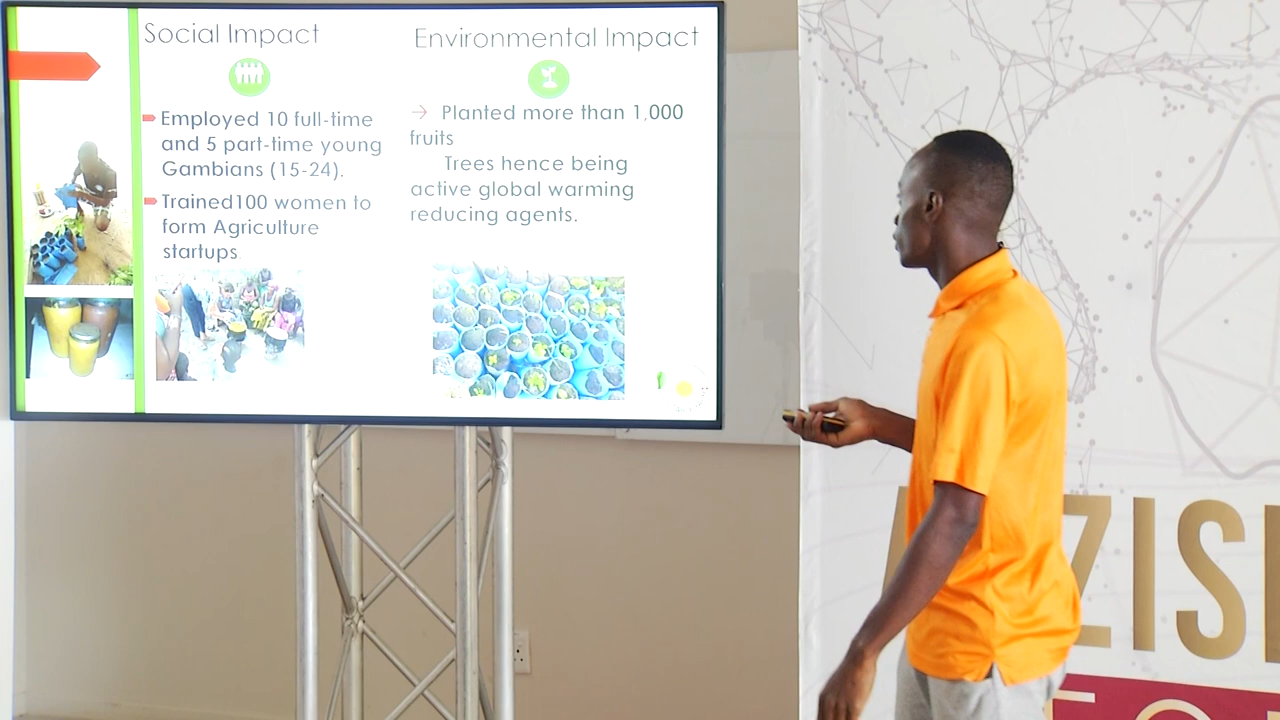 Social Impact
Employed 10 full-time
and 5 part-time young
Gambians (15-24).
Trained100 women to
form Agriculture
startups.
Environmental Impact
→ Planted more than 1,000
fruits
Trees hence being
active global warming
reducing agents.
ZISI